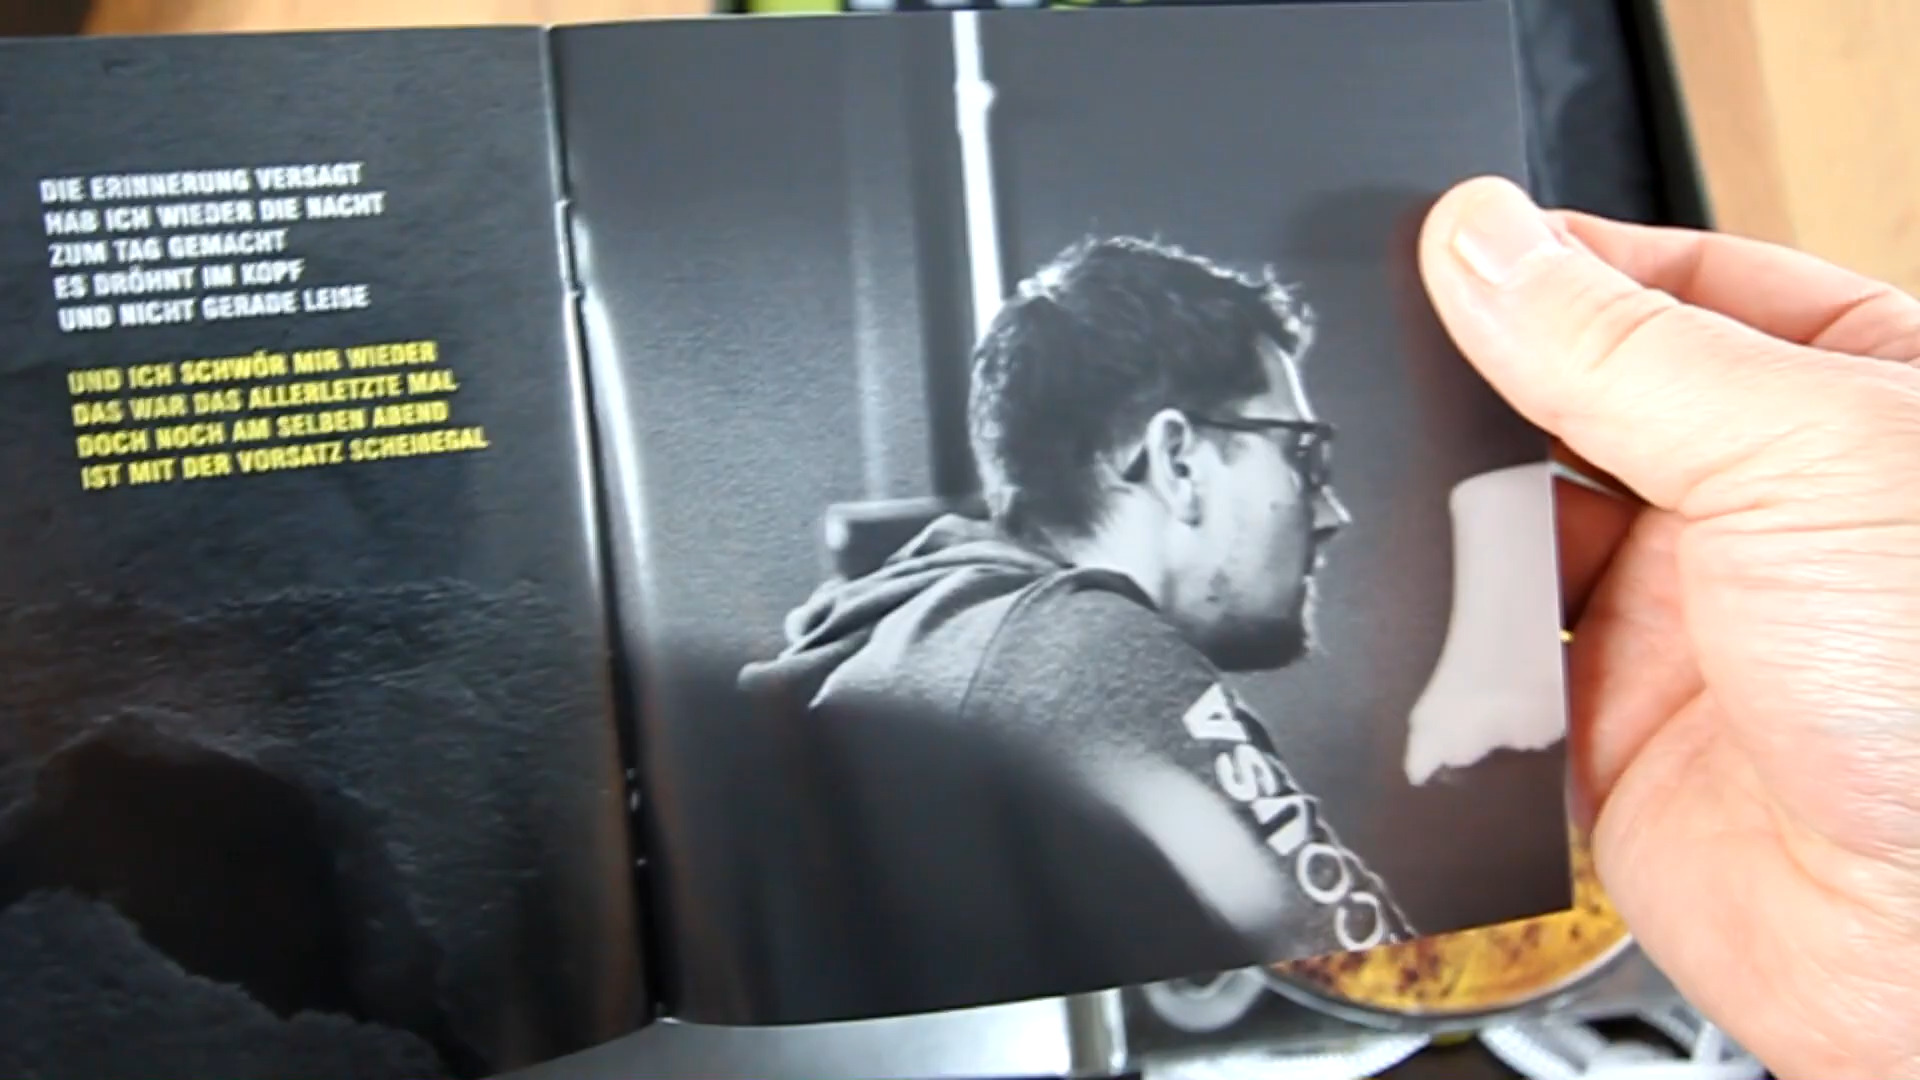 DIE ERINNERUNG VERSAGT
HAB ICH WIEDER DIE NACHT
ZUM TAG GEMACHT
ES DRÖHNT IM KOPF
UND NICHT GERADE LEISE
UND ICH SCHWÖR MIR WIEDER
DAS WAR DAS ALLERLETZTE MAL
DOCH NOCH AM SELBEN ABEND
IST MIT DER VORSATZ SCHEIßEGAL